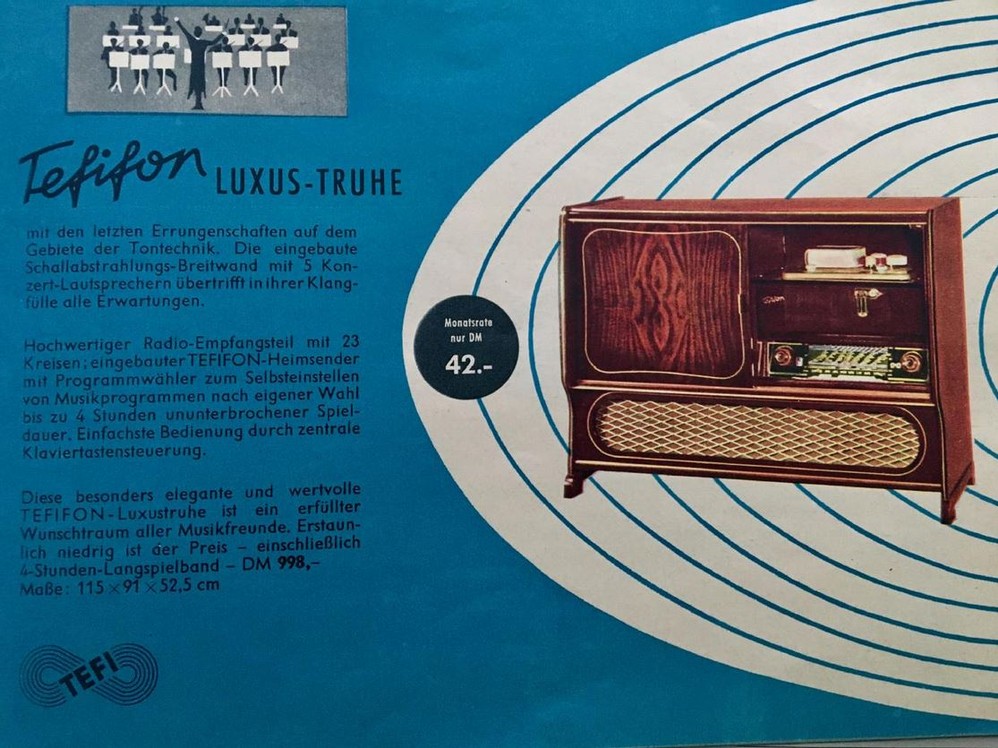 Tefifon LUXUS-TRUHE
mit den letzten Errungenschaften auf dem
Gebiete der Tontechnik. Die eingebaute
Schallabstrahlungs-Breitwand mit 5 Kon-
zert-Lautsprechern übertrifft in ihrer Klang-
fülle alle Erwartungen.
Hochwertiger Radio-Empfangsteil mit 23
Kreisen; eingebauter TEFIFON-Heimsender
mit Programmwähler zum Selbsteinstellen
von Musikprogrammen nach eigener Wahl
bis zu 4 Stunden ununterbrochener Spiel-
dauer. Einfachste Bedienung durch zentrale
Klaviertastensteuerung.
Diese besonders elegante und wertvolle
TEFIFON-Luxustruhe ist ein erfüllter
Wunschtraum aller Musikfreunde. Erstaun-
lich niedrig ist der Preis – einschließlich
4-Stunden-Langspielband – DM 998,–
Maße: 115 × 91 × 52,5 cm
TEFI
Monatsrate
nur DM
42.-
Tefifon